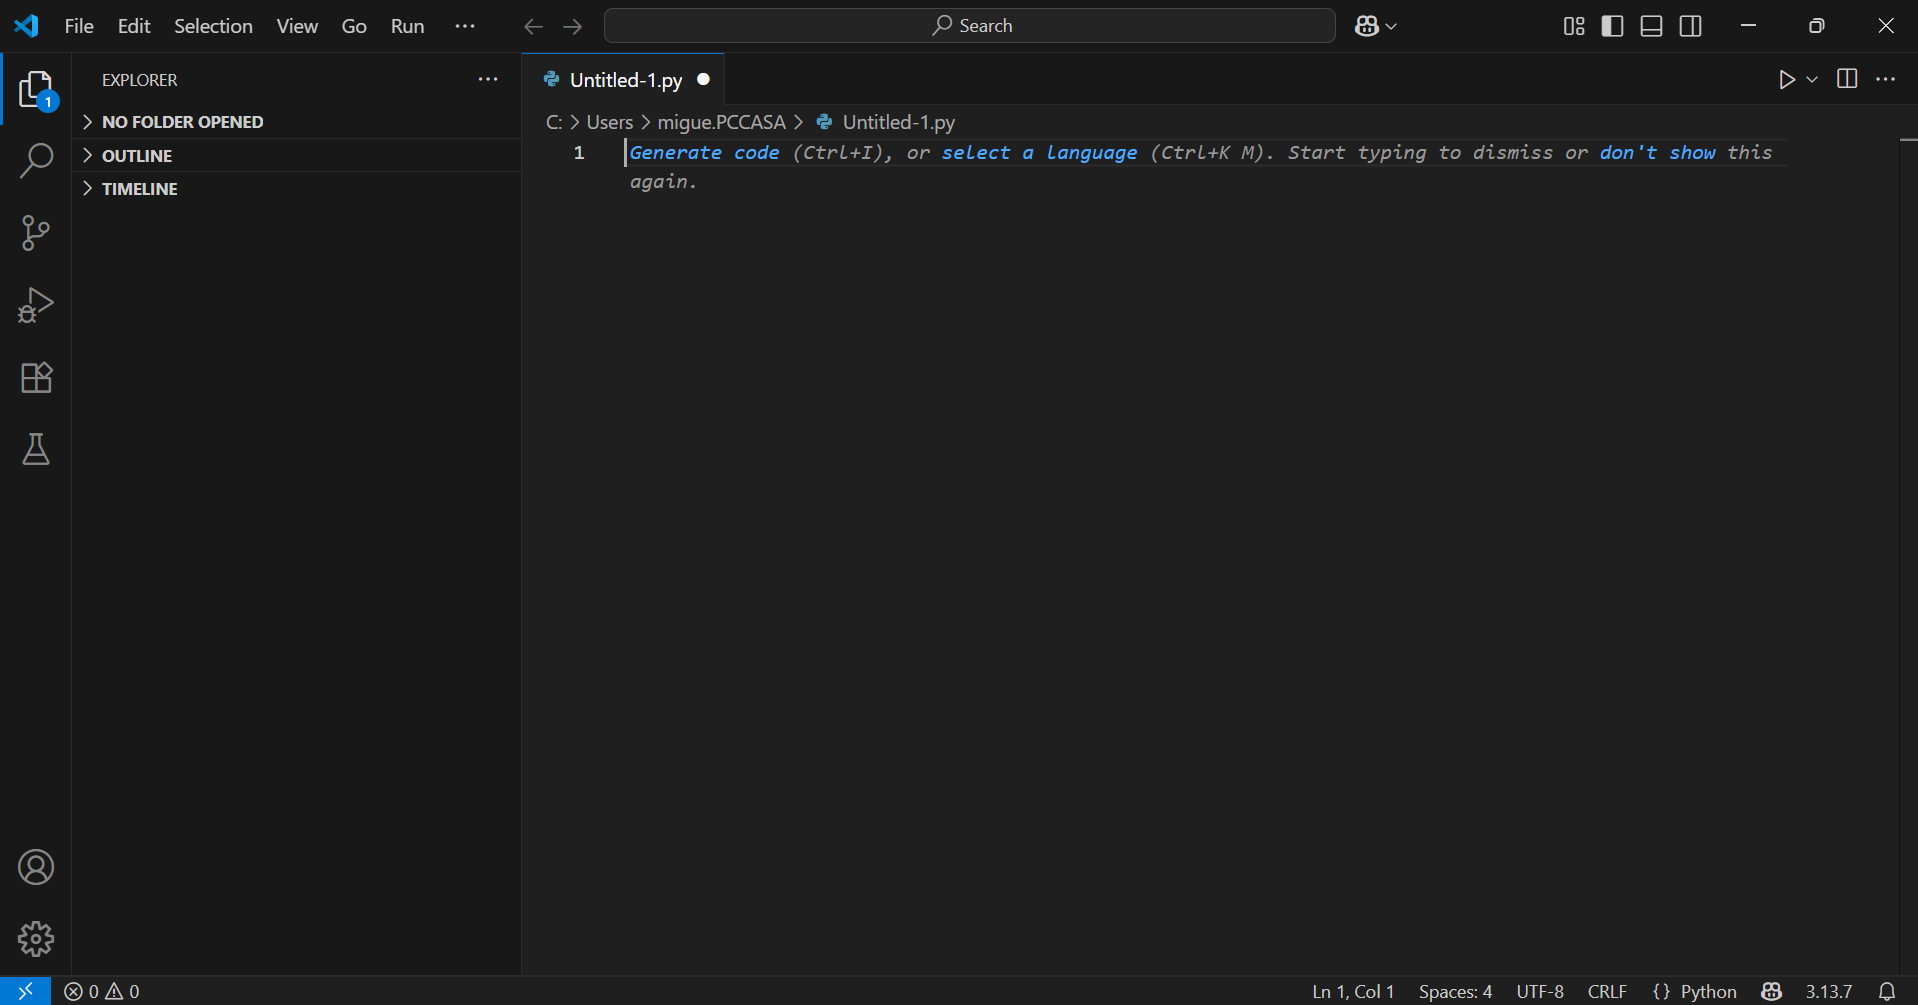 File Edit Selection View Go Run ··· Search
EXPLORER ···
NO FOLDER OPENED
OUTLINE
TIMELINE
1
Untitled-1.py
C: > Users > migue.PCCASA > Untitled-1.py
1 Generate code (Ctrl+I), or select a language (Ctrl+K M). Start typing to dismiss or don't show this
again.
0 0 Ln 1, Col 1 Spaces: 4 UTF-8 CRLF {} Python 3.13.7